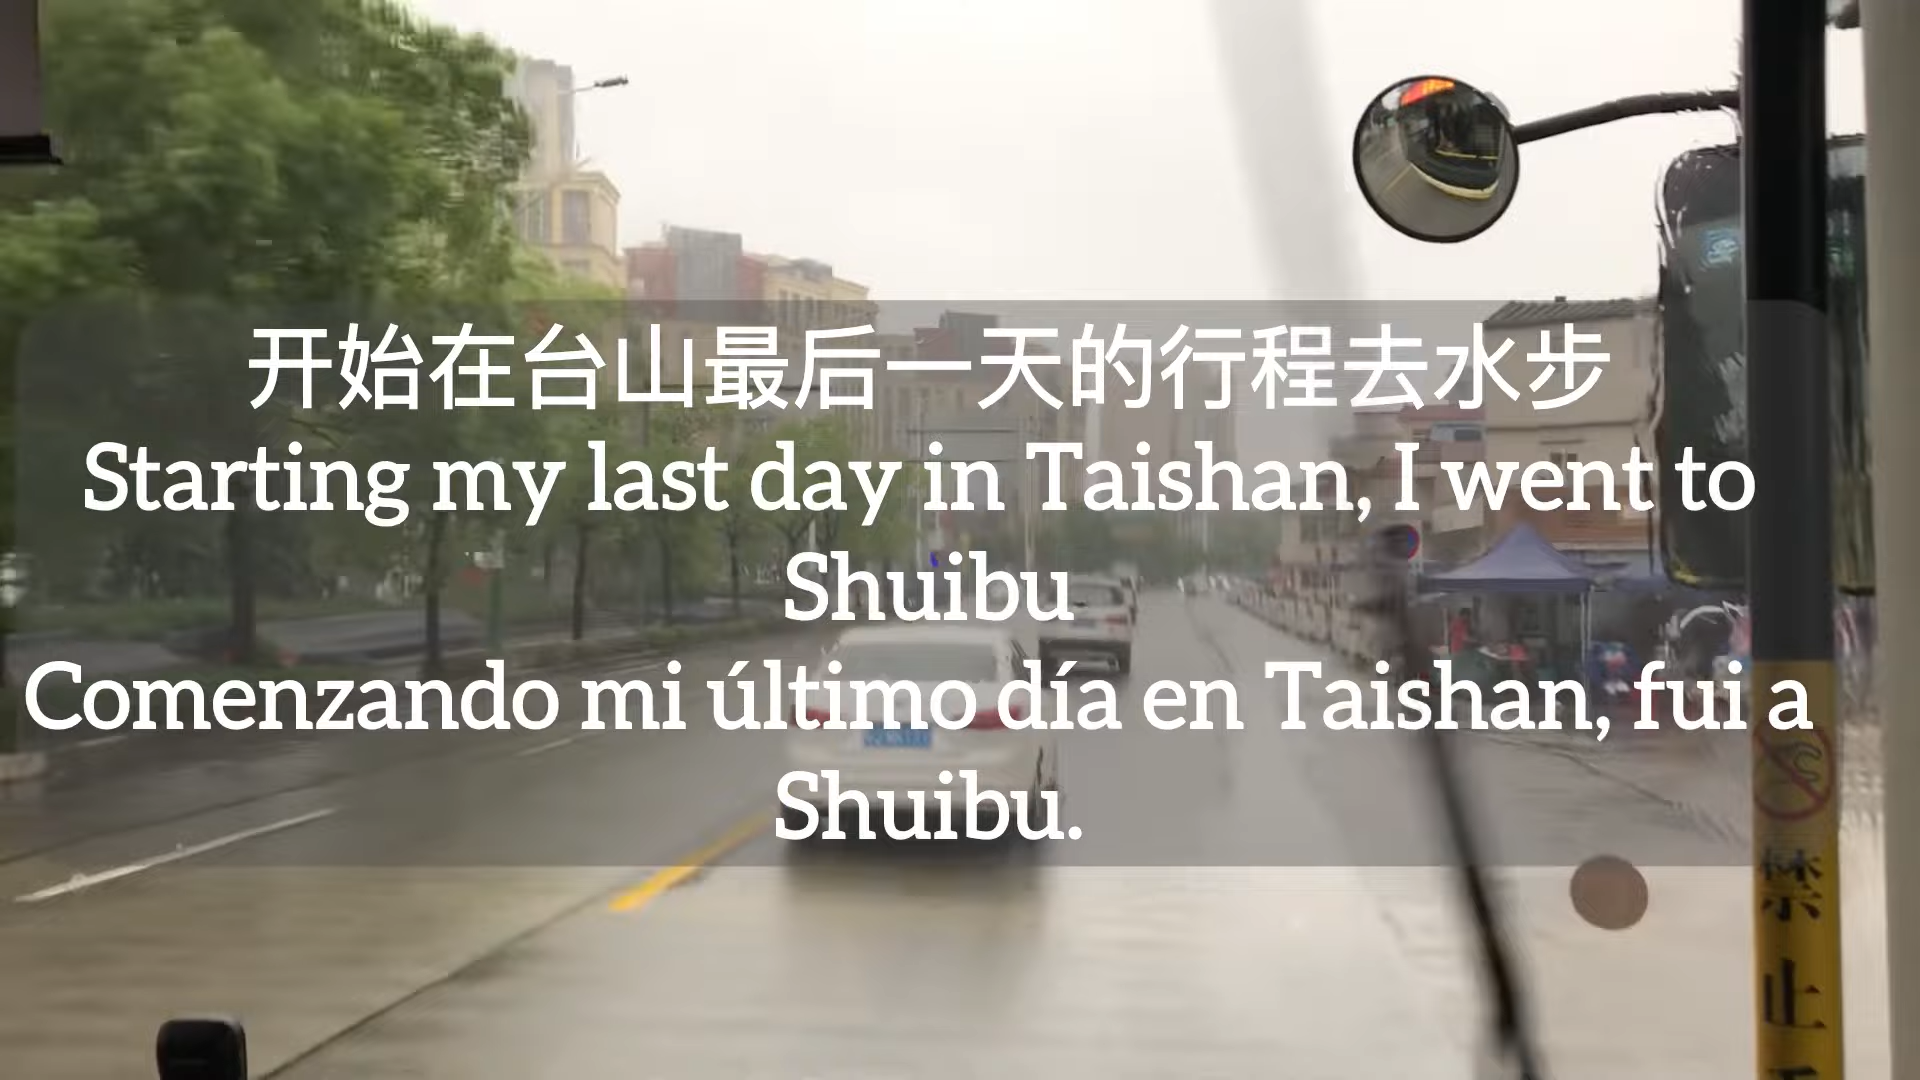 开始在台山最后一天的行程去水步
Starting my last day in Taishan, I went to
Shuibu
Comenzando mi último día en Taishan, fui a
Shuibu.
禁
止